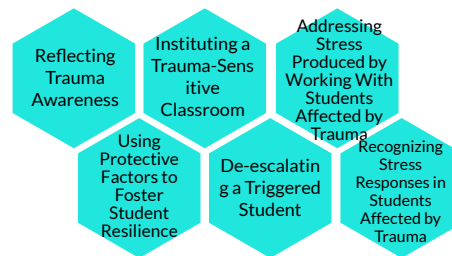 Reflecting
Trauma
Awareness
Instituting a
Trauma-Sens
itive
Classroom
Addressing
Stress
Produced by
Working With
Students
Affected by
Trauma
Using
Protective
Factors to
Foster
Student
Resilience
De-escalatin
g a Triggered
Student
Recognizing
Stress
Responses in
Students
Affected by
Trauma